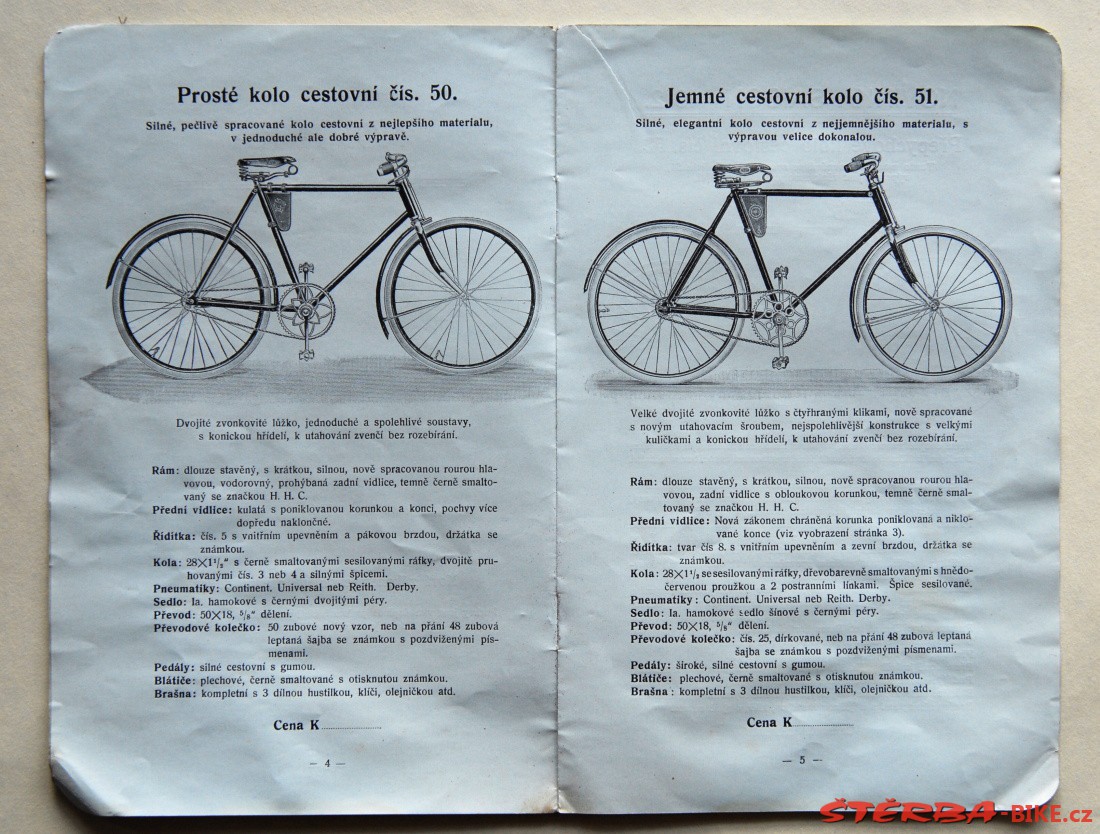 Prosté kolo cestovní čís. 50.
Silné, pečlivě spracované kolo cestovní z nejlepšího materialu,
v jednoduché ale dobré výpravě.
Dvojité zvonkovité lůžko, jednoduché a spolehlivé soustavy,
s konickou hřídelí, k utahování zvenčí bez rozebírání.
Rám: dlouze stavěný, s krátkou, silnou, nově spracovanou rourou hla-
vovou, vodorovný, prohýbaná zadní vidlice, temně černě smalto-
vaný se značkou H. H. C.
Přední vidlice: kulatá s poniklovanou korunkou a konci, pochvy více
dopředu nakloněné.
Řidítka: čís. 5 s vnitřním upevněním a pákovou brzdou, držátka se
známkou.
Kola: 28×1½" s černě smaltovanými sesilovanými ráfky, dvojitě pru-
hovanými čís. 3 neb 4 a silnými špicemi.
Pneumatiky: Continent. Universal neb Reith. Derby.
Sedlo: Ia. hamokové s černými dvojitými péry.
Převod: 50×18, ⁵/₈" dělení.
Převodové kolečko: 50 zubové nový vzor, neb na přání 48 zubová
leptaná šajba se známkou s pozdviženými pís-
menami.
Pedály: silné cestovní s gumou.
Blátiče: plechové, černě smaltované s otisknutou známkou.
Brašna: kompletní s 3 dílnou hustilkou, klíči, olejničkou atd.
Cena K
— 4 —
Jemné cestovní kolo čís. 51.
Silné, elegantní kolo cestovní z nejjemnějšího materialu, s
výpravou velice dokonalou.
Velké dvojité zvonkovité lůžko s čtyřhranými klikami, nově spracované
s novým utahovacím šroubem, nejspolehlivější konstrukce s velkými
kuličkami a konickou hřídelí, k utahování zvenčí bez rozebírání.
Rám: dlouze stavěný, s krátkou, silnou, nově spracovanou rourou hla-
vovou, zadní vidlice s obloukovou korunkou, temně černě smal-
tovaný se značkou H. H. C.
Přední vidlice: Nová zákonem chráněná korunka poniklovaná a niklo-
vané konce (viz vyobrazení stránka 3).
Řidítka: tvar čís 8. s vnitřním upevněním a zevní brzdou, držátka se
známkou.
Kola: 28×1½ se sesilovanými ráfky, dřevobarevně smaltovanými s hnědo-
červenou proužkou a 2 postranními linkami. Špice sesilované.
Pneumatiky: Continent. Universal neb Reith. Derby.
Sedlo: Ia. hamokové sedlo šínové s černými péry.
Převod: 50×18, ⁵/₈" dělení.
Převodové kolečko: čís. 25, dírkované, neb na přání 48 zubová leptaná
šajba se známkou s pozdviženými písmenami.
Pedály: široké, silné cestovní s gumou.
Blátiče: plechové, černě smaltované s otisknutou známkou.
Brašna: kompletní s 3 dílnou hustilkou, klíči, olejničkou atd.
Cena K
— 5 —
ŠTĚRBA-BIKE.cz